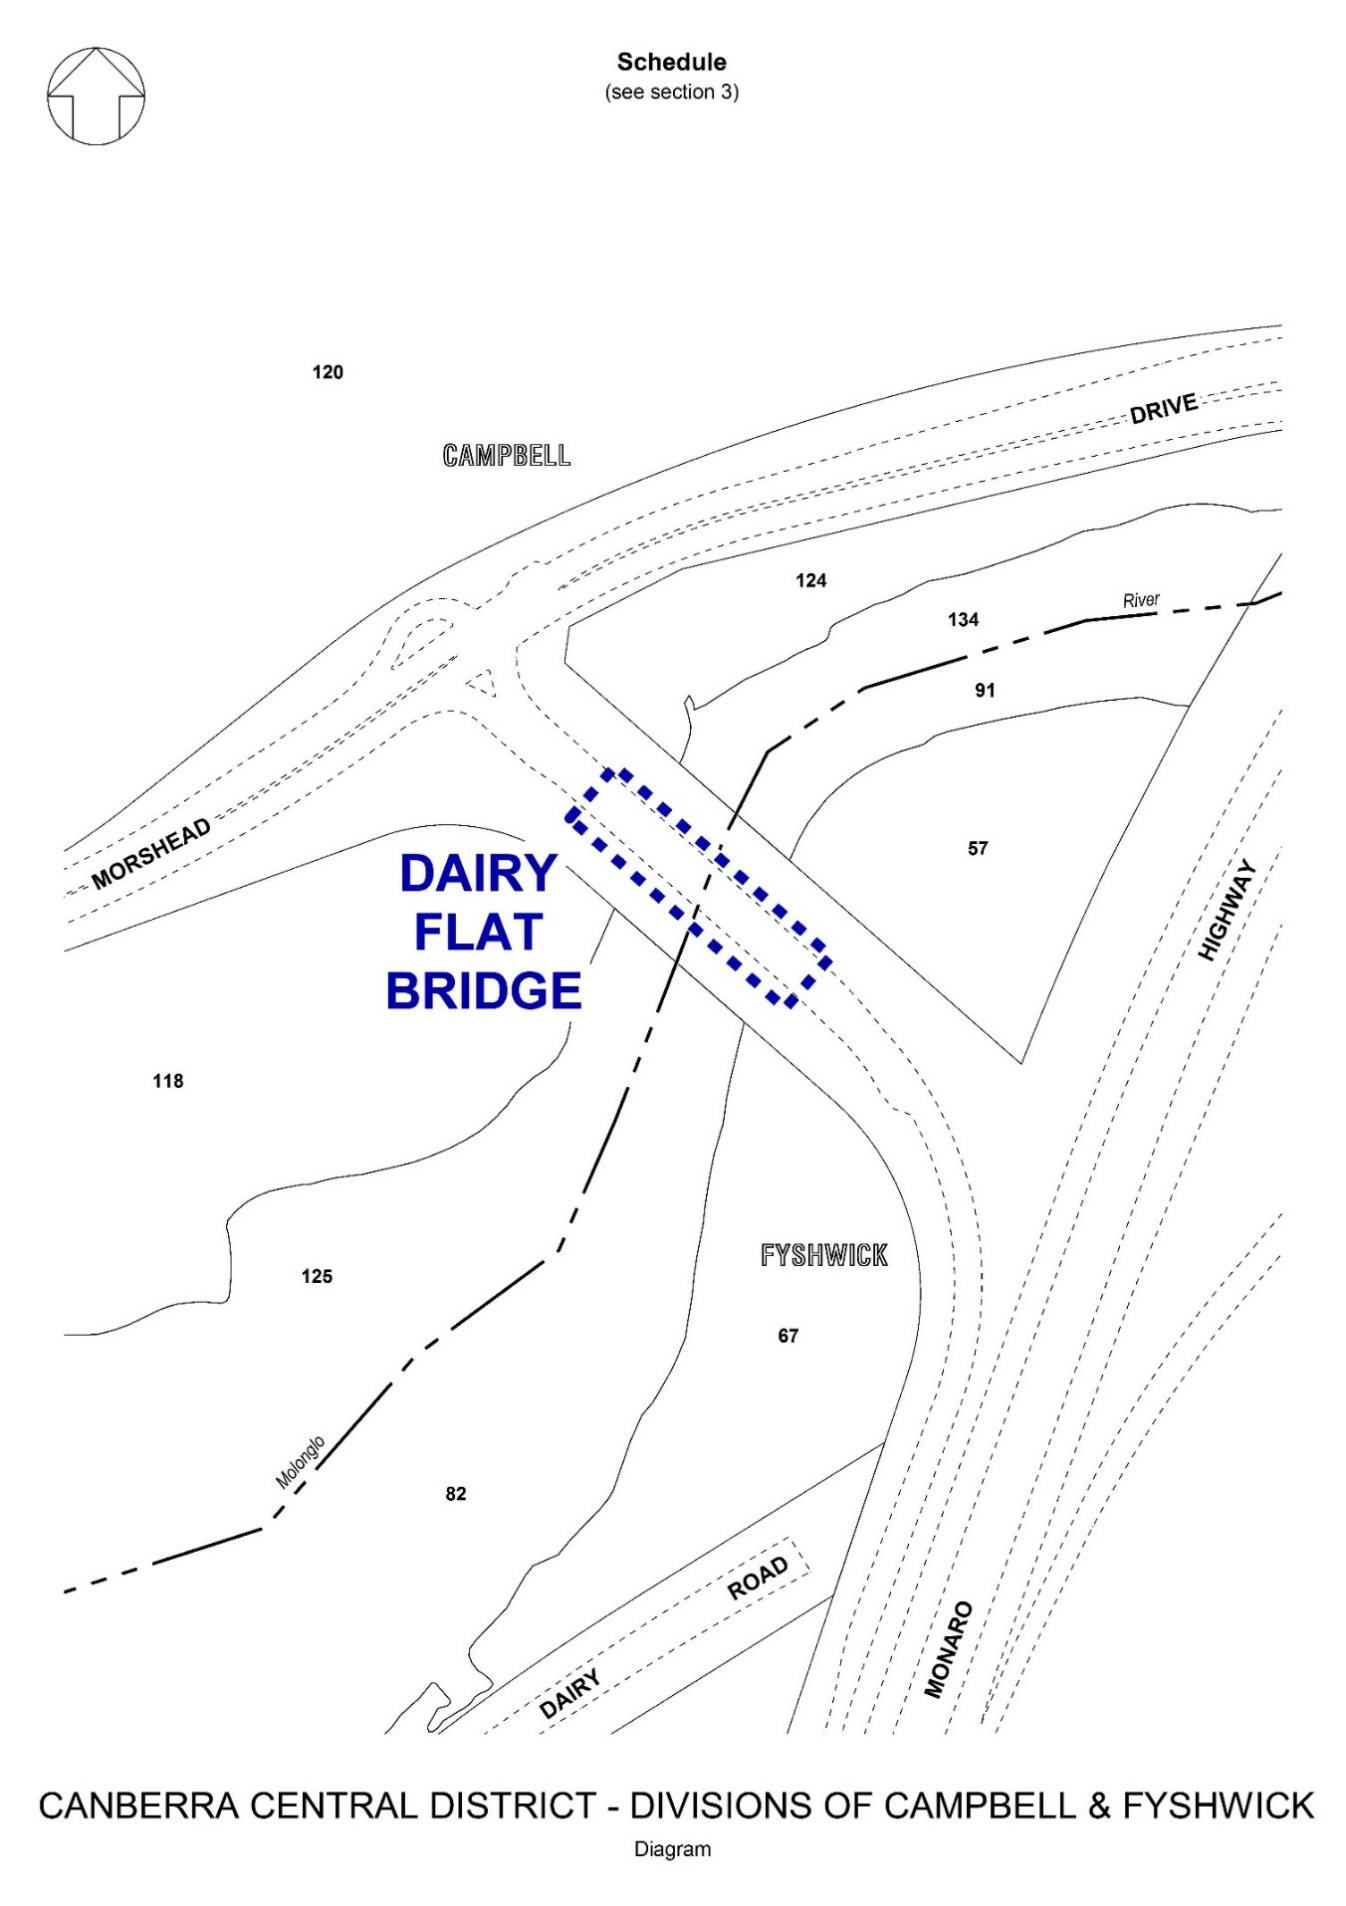 Schedule
(see section 3)
120
CAMPBELL
DRIVE
124
134
River
91
MORSHEAD
57
HIGHWAY
DAIRY
FLAT
BRIDGE
118
FYSHWICK
125
67
Molonglo
82
ROAD
DAIRY
MONARO
CANBERRA CENTRAL DISTRICT - DIVISIONS OF CAMPBELL & FYSHWICK
Diagram